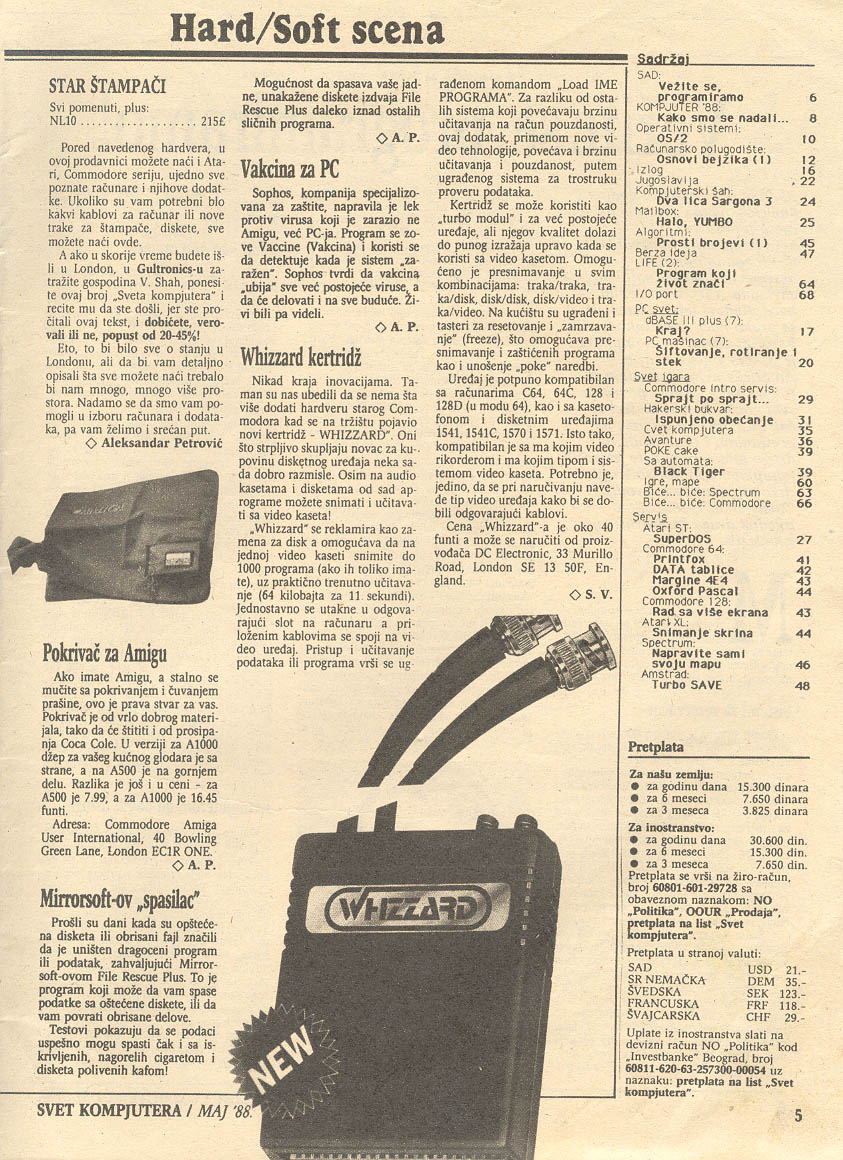 Hard/Soft scena
STAR ŠTAMPAČI
Svi pomenuti, plus:
NL10 . . . . . . . . . . . . . . . . . . . 215£
Pored navedenog hardvera, u
ovoj prodavnici možete naći i Ata-
ri, Commodore seriju, ujedno sve
poznate računare i njihove dodat-
ke. Ukoliko su vam potrebni blo
kakvi kablovi za računar ili nove
trake za štampače, diskete, sve
možete naći ovde.
A ako u skorije vreme budete iš-
li u London, u Gultronics-u za-
tražite gospodina V. Shah, ponesi-
te ovaj broj „Sveta kompjutera" i
recite mu da ste došli, jer ste pro-
čitali ovaj tekst, i dobićete, vero-
vali ili ne, popust od 20-45%!
Eto, to bi bilo sve o stanju u
Londonu, ali da bi vam detaljno
opisali šta sve možete naći trebalo
bi nam mnogo, mnogo više pro-
stora. Nadamo se da smo vam po-
mogli u izboru računara i dodata-
ka, pa vam želimo i srećan put.
◇ Aleksandar Petrović
Pokrivač za Amigu
Ako imate Amigu, a stalno se
mučite sa pokrivanjem i čuvanjem
prašine, ovo je prava stvar za vas.
Pokrivač je od vrlo dobrog materi-
jala, tako da će štititi i od prosipa-
nja Coca Cole. U verziji za A1000
džep za vašeg kućnog glodara je sa
strane, a na A500 je na gornjem
delu. Razlika je još i u ceni – za
A500 je 7.99, a za A1000 je 16.45
funti.
Adresa: Commodore Amiga
User International, 40 Bowling
Green Lane, London EC1R ONE.
◇ A. P.
Mirrorsoft-ov „spasilac"
Prošli su dani kada su opšteće-
na disketa ili obrisani fajl značili
da je uništen dragoceni program
ili podatak, zahvaljujući Mirror-
soft-ovom File Rescue Plus. To je
program koji može da vam spase
podatke sa oštećene diskete, ili da
vam povrati obrisane delove.
Testovi pokazuju da se podaci
uspešno mogu spasti čak i sa is-
krivljenih, nagorelih cigaretom i
disketa polivenih kafom!
Mogućnost da spasava vaše jad-
ne, unakažene diskete izdvaja File
Rescue Plus daleko iznad ostalih
sličnih programa.
◇ A. P.
Vakcina za PC
Sophos, kompanija specijalizo-
vana za zaštite, napravila je lek
protiv virusa koji je zarazio ne
Amigu, već PC-ja. Program se zo-
ve Vaccine (Vakcina) i koristi se
da detektuje kada je sistem „za-
ražen". Sophos tvrdi da vakcina
„ubija" sve već postojeće viruse, a
da će delovati i na sve buduće. Ži-
vi bili pa videli.
◇ A. P.
Whizzard kertridž
Nikad kraja inovacijama. Ta-
man su nas ubedili da se nema šta
više dodati hardveru starog Com-
modora kad se na tržištu pojavio
novi kertridž – WHIZZARD". Oni
što strpljivo skupljaju novac za ku-
povinu disketnog uređaja neka sa-
da dobro razmisle. Osim na audio
kasetama i disketama od sad ap-
rograme možete snimati i učitava-
ti sa video kaseta!
„Whizzard" se reklamira kao za-
mena za disk a omogućava da na
jednoj video kaseti snimite do
1000 programa (ako ih toliko ima-
te), uz praktično trenutno učitava-
nje (64 kilobajta za 11 sekundi).
Jednostavno se utakne u odgova-
rajući slot na računaru a pri-
loženim kablovima se spoji na vi-
deo uređaj. Pristup i učitavanje
podataka ili programa vrši se ug-
rađenom komandom „Load IME
PROGRAMA". Za razliku od osta-
lih sistema koji povećavaju brzinu
učitavanja na račun pouzdanosti,
ovaj dodatak, primenom nove vi-
deo tehnologije, povećava i brzinu
učitavanja i pouzdanost, putem
ugrađenog sistema za trostruku
proveru podataka.
Kertridž se može koristiti kao
„turbo modul" i za već postojeće
uređaje, ali njegov kvalitet dolazi
do punog izražaja upravo kada se
koristi sa video kasetom. Omogu-
ćeno je presnimavanje u svim
kombinacijama: traka/traka, tra-
ka/disk, disk/disk, disk/video i tra-
ka/video. Na kućištu su ugrađeni i
tasteri za resetovanje i „zamrzava-
nje" (freeze), što omogućava pre-
snimavanje i zaštićenih programa
kao i unošenje „poke" naredbi.
Uređaj je potpuno kompatibilan
sa računarima C64, 64C, 128 i
128D (u modu 64), kao i sa kaseto-
fonom i disketnim uređajima
1541, 1541C, 1570 i 1571. Isto tako,
kompatibilan je sa ma kojim video
rikorderom i ma kojim tipom i sis-
temom video kaseta. Potrebno je,
jedino, da se pri naručivanju nave-
de tip video uređaja kako bi se do-
bili odgovarajući kablovi.
Cena „Whizzard"-a je oko 40
funti a može se naručiti od proiz-
vođača DC Electronic, 33 Murillo
Road, London SE 13 50F, En-
gland.
◇ S. V.
WHIZZARD
NEW
Sadržaj
SAD:
Vežite se,
programiramo 6
KOMPJUTER '88:
Kako smo se nadali... 8
Operativni sistemi:
OS/2 10
Računarsko polugodište:
Osnovi bejzika (1) 12
Izlog 16
Jugoslavija 22
Kompjuterski šah:
Dva lica Sargona 3 24
Mailbox:
Halo, YUMBO 25
Algoritmi:
Prosti brojevi (1) 45
Berza ideja 47
LIFE (2):
Program koji
život znači 64
I/O port 68
PC svet:
dBASE III plus (7):
Kraj? 17
PC mašinac (7):
Šiftovanje, rotiranje i
stek 20
Svet igara
Commodore intro servis:
Sprajt po sprajt... 29
Hakerski bukvar:
Ispunjeno obećanje 31
Cvet kompjutera 35
Avanture 36
POKE cake 39
Sa automata:
Black Tiger 39
Igre, mape 60
Biće... biće: Spectrum 63
Biće... biće: Commodore 66
Servis
Atari ST:
SuperDOS 27
Commodore 64:
Printfox 41
DATA tablice 42
Margine 4E4 43
Oxford Pascal 44
Commodore 128:
Rad sa više ekrana 43
Atari XL:
Snimanje skrina 44
Spectrum:
Napravite sami
svoju mapu 46
Amstrad:
Turbo SAVE 48
Pretplata
Za našu zemlju:
● za godinu dana 15.300 dinara
● za 6 meseci 7.650 dinara
● za 3 meseca 3.825 dinara
Za inostranstvo:
● za godinu dana 30.600 din.
● za 6 meseci 15.300 din.
● za 3 meseca 7.650 din.
Pretplata se vrši na žiro-račun,
broj 60801-601-29728 sa
obaveznom naznakom: NO
„Politika", OOUR „Prodaja",
pretplata na list „Svet
kompjutera".
Pretplata u stranoj valuti:
SAD USD 21.-
SR NEMAČKA DEM 35.-
ŠVEDSKA SEK 123.-
FRANCUSKA FRF 118.-
ŠVAJCARSKA CHF 29.-
Uplate iz inostranstva slati na
devizni račun NO „Politika" kod
„Investbanke" Beograd, broj
60811-620-63-257300-00054 uz
naznaku: pretplata na list „Svet
kompjutera".
SVET KOMPJUTERA / MAJ '88.
5